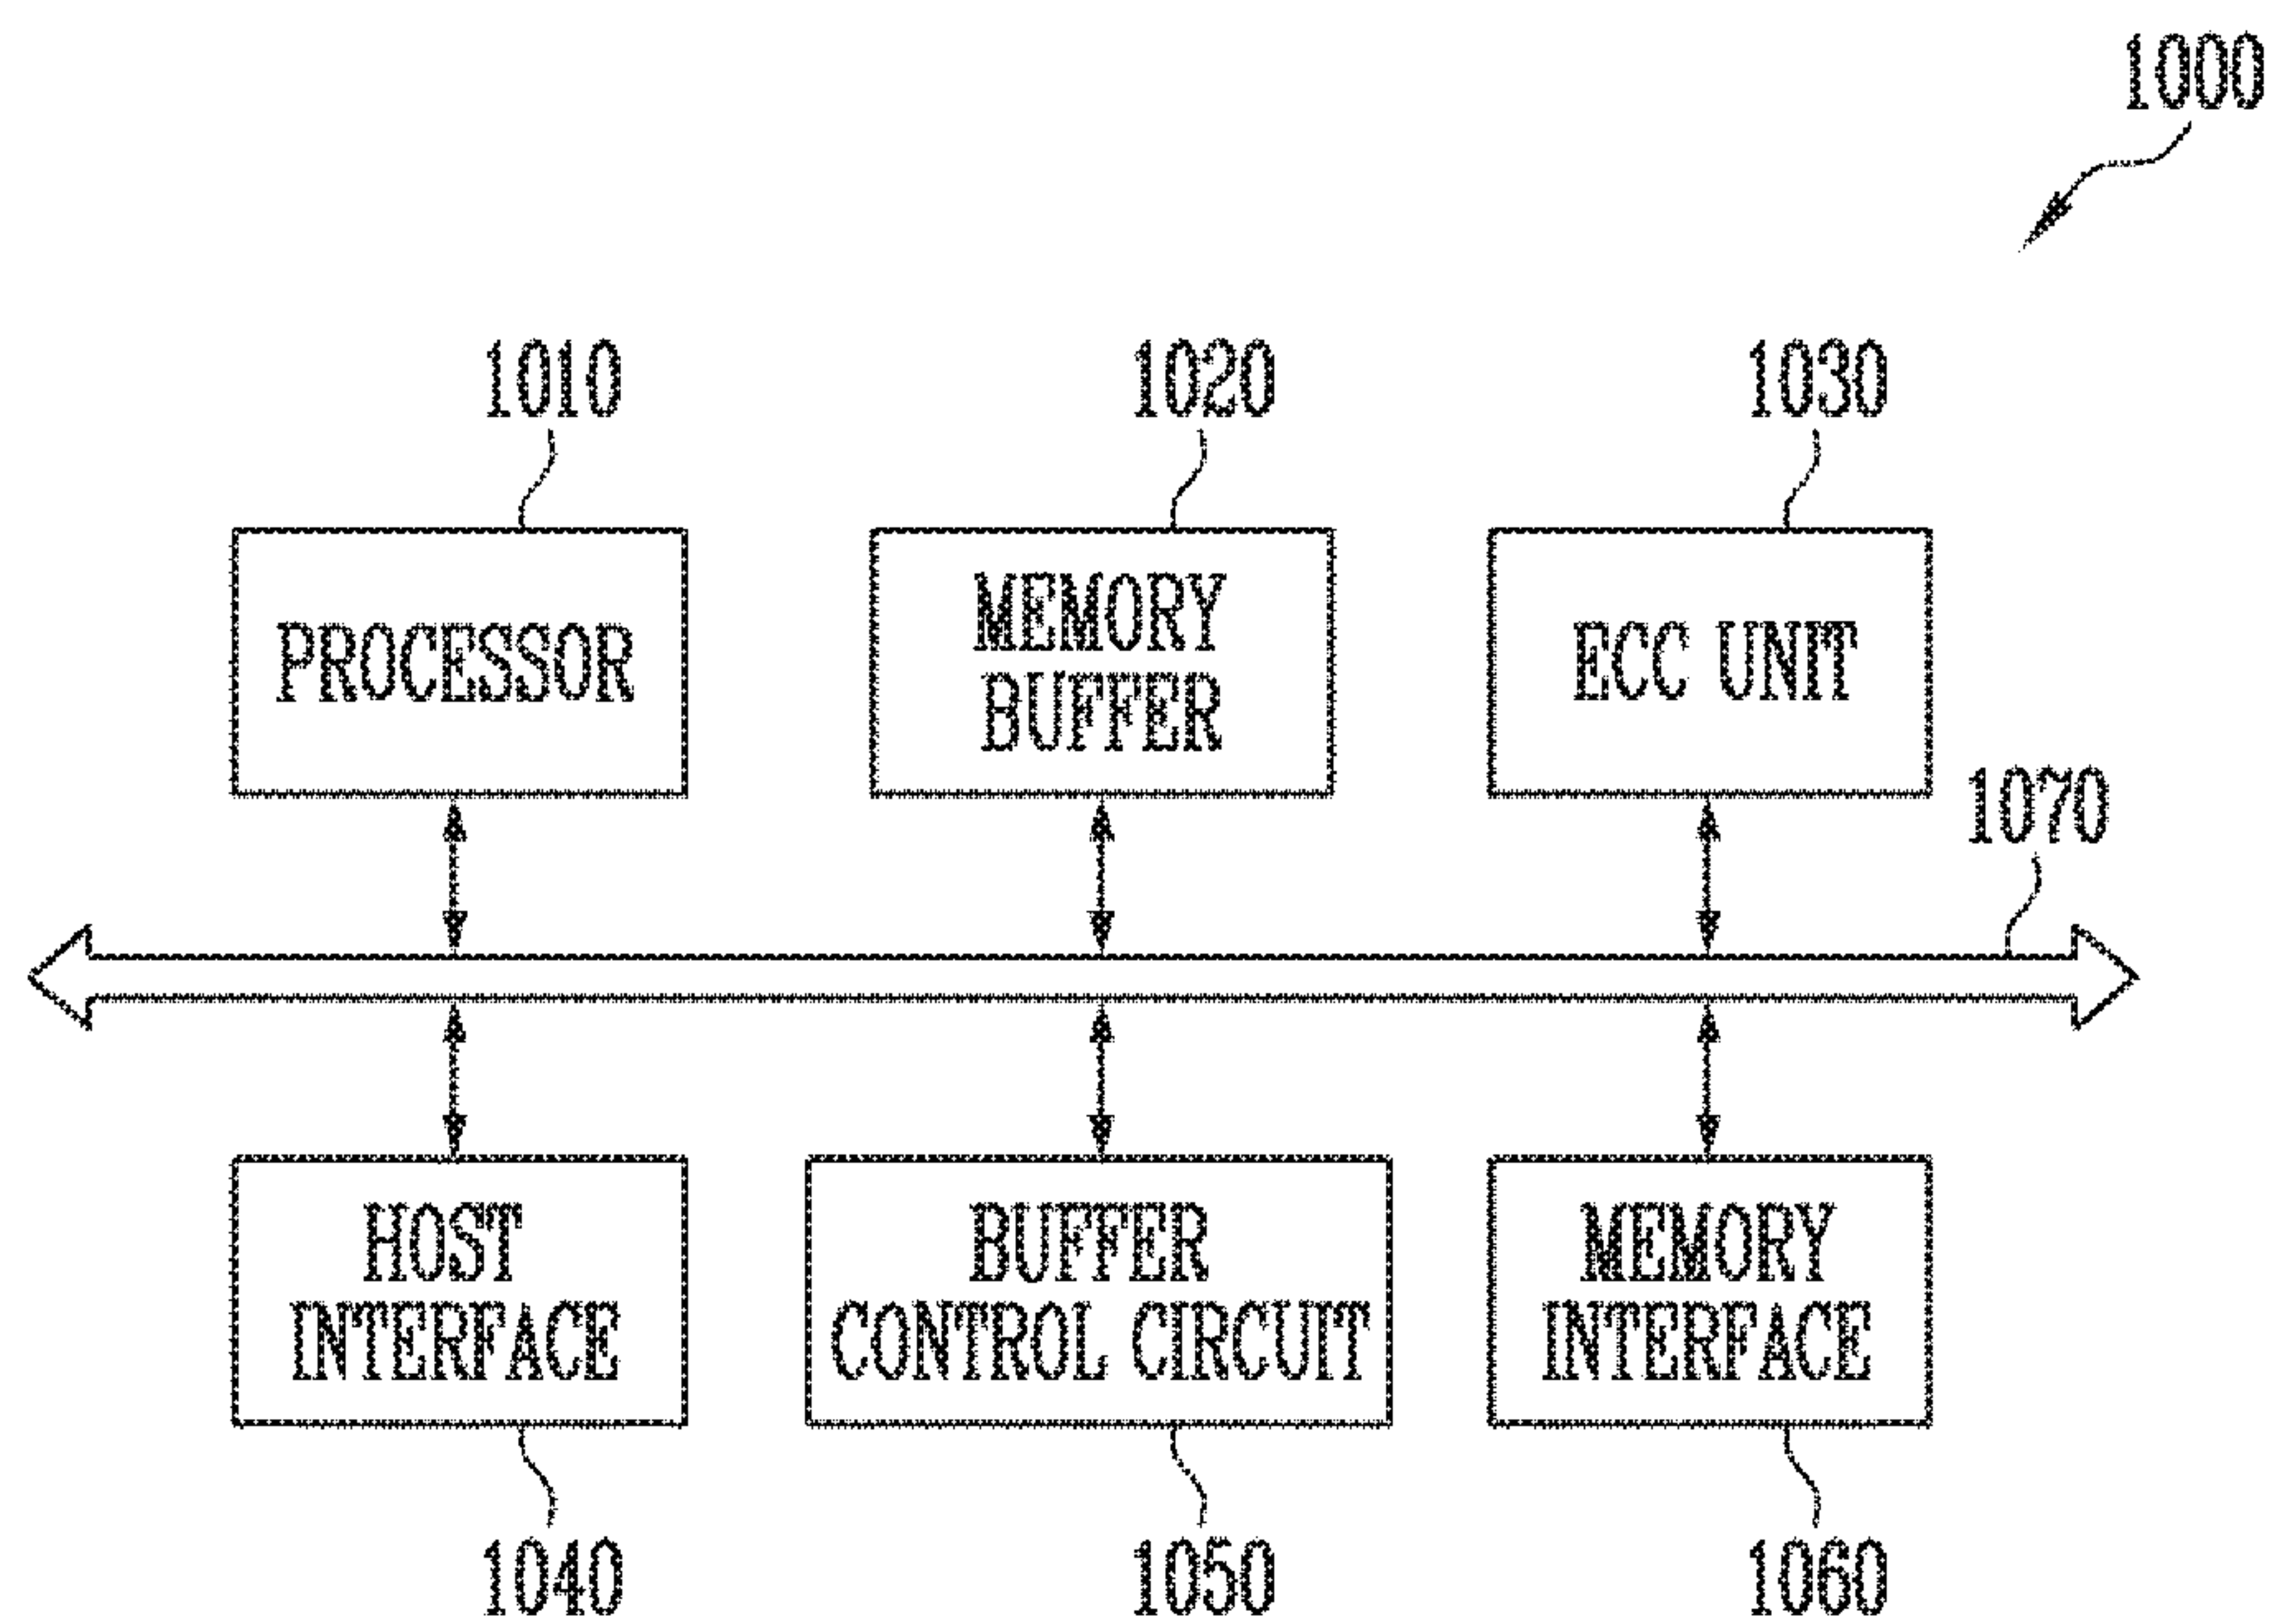 1000
1010
1020
1030
PROCESSOR
MEMORY
BUFFER
ECC UNIT
1070
HOST
INTERFACE
BUFFER
CONTROL CIRCUIT
MEMORY
INTERFACE
1040
1050
1060